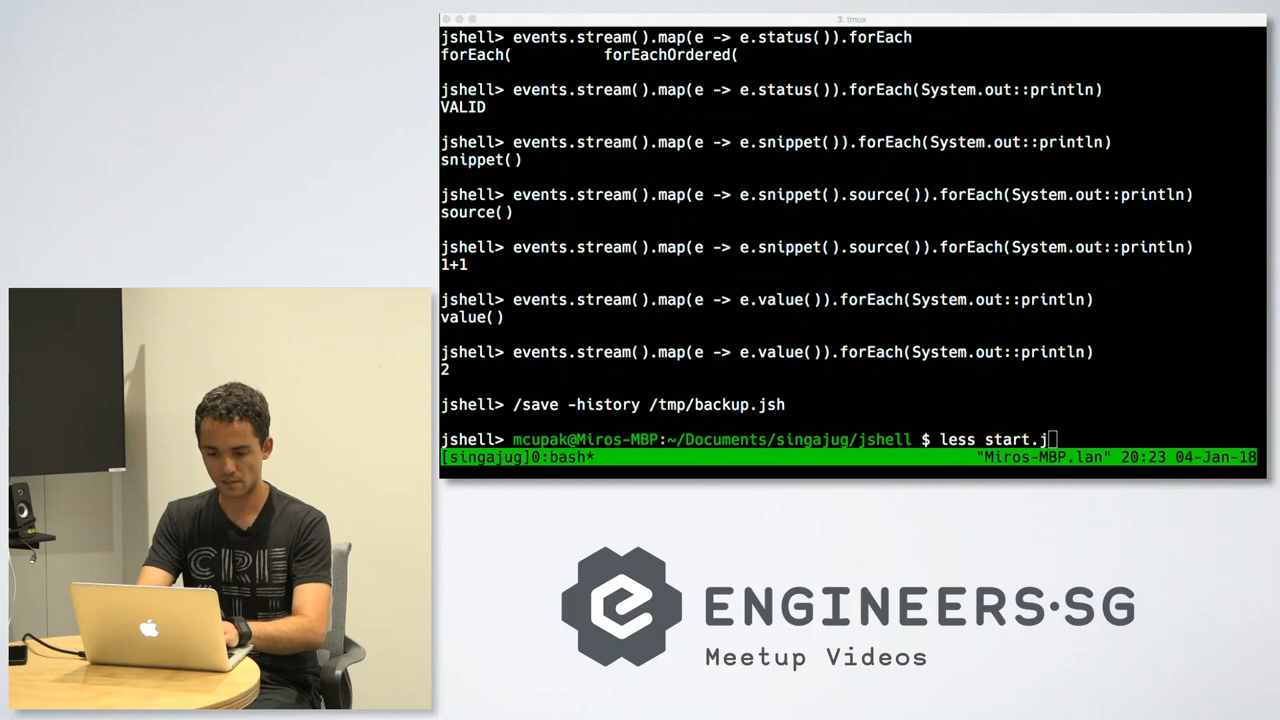 3. tmux
jshell> events.stream().map(e -> e.status()).forEach
forEach( forEachOrdered(
jshell> events.stream().map(e -> e.status()).forEach(System.out::println)
VALID
jshell> events.stream().map(e -> e.snippet()).forEach(System.out::println)
snippet()
jshell> events.stream().map(e -> e.snippet().source()).forEach(System.out::println)
source()
jshell> events.stream().map(e -> e.snippet().source()).forEach(System.out::println)
1+1
jshell> events.stream().map(e -> e.value()).forEach(System.out::println)
value()
jshell> events.stream().map(e -> e.value()).forEach(System.out::println)
2
jshell> /save -history /tmp/backup.jsh
jshell> mcupak@Miros-MBP:~/Documents/singajug/jshell $ less start.j
[singajug]0:bash* "Miros-MBP.lan" 20:23 04-Jan-18
CRE
ENGINEERS·SG
Meetup Videos